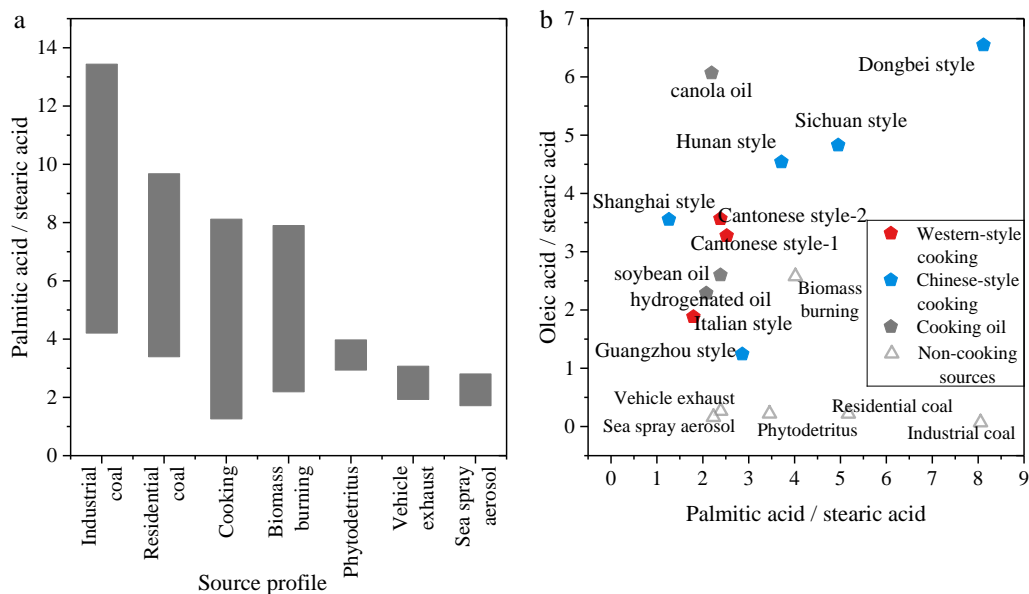 a
Palmitic acid / stearic acid
14
12
10
8
6
4
2
0
Industrial
coal
Residential
coal
Cooking
Biomass
burning
Phytodetritus
Vehicle
exhaust
Sea spray
aerosol
Source profile
b
Oleic acid / stearic acid
7
6
5
4
3
2
1
0
Dongbei style
canola oil
Sichuan style
Hunan style
Shanghai style
Cantonese style-2
Cantonese style-1
soybean oil
Biomass
burning
hydrogenated oil
Italian style
Guangzhou style
Vehicle exhaust
Residential coal
Sea spray aerosol
Phytodetritus
Industrial coal
Western-style
cooking
Chinese-style
cooking
Cooking oil
Non-cooking
sources
0 1 2 3 4 5 6 7 8 9
Palmitic acid / stearic acid